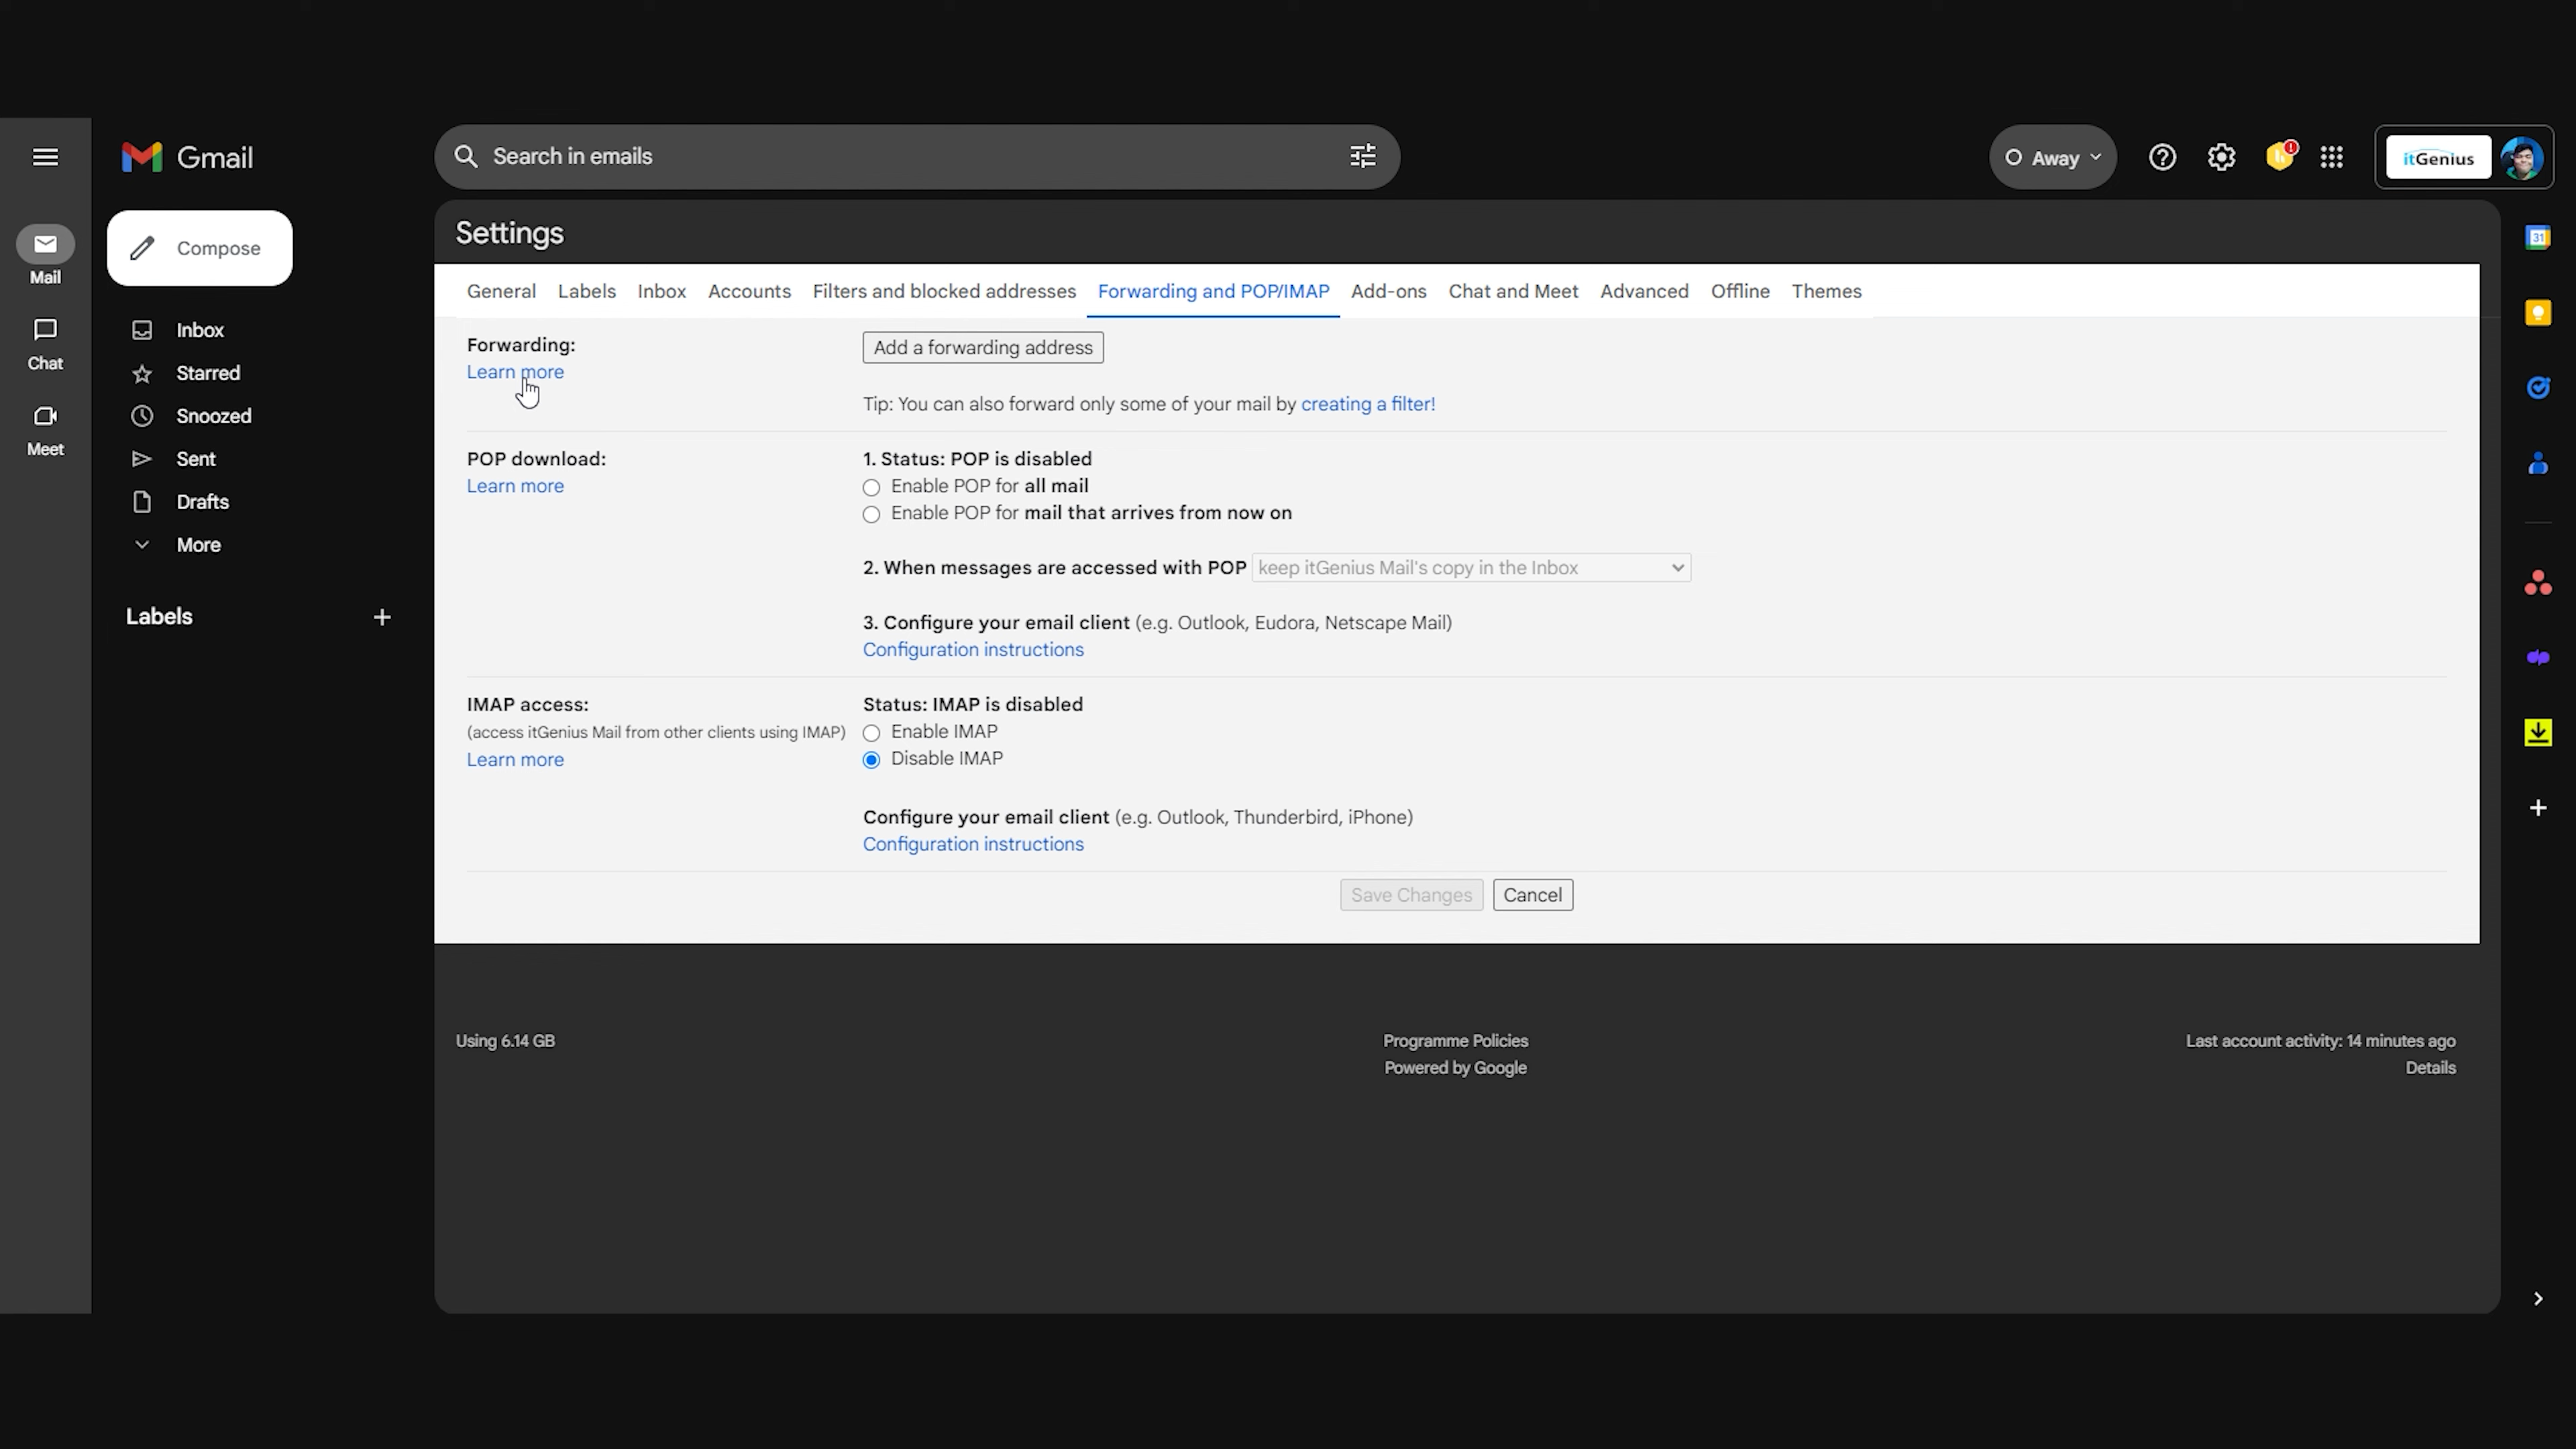 Gmail
Search in emails
Away
!
itGenius
Compose
Mail
Chat
Meet
Inbox
Starred
Snoozed
Sent
Drafts
More
Labels
Settings
General Labels Inbox Accounts Filters and blocked addresses Forwarding and POP/IMAP Add-ons Chat and Meet Advanced Offline Themes
Forwarding:
Learn more
Add a forwarding address
Tip: You can also forward only some of your mail by creating a filter!
POP download:
Learn more
1. Status: POP is disabled
Enable POP for all mail
Enable POP for mail that arrives from now on
2. When messages are accessed with POP keep itGenius Mail's copy in the Inbox
3. Configure your email client (e.g. Outlook, Eudora, Netscape Mail)
Configuration instructions
IMAP access:
(access itGenius Mail from other clients using IMAP)
Learn more
Status: IMAP is disabled
Enable IMAP
Disable IMAP
Configure your email client (e.g. Outlook, Thunderbird, iPhone)
Configuration instructions
Save Changes Cancel
Using 6.14 GB
Programme Policies
Powered by Google
Last account activity: 14 minutes ago
Details
31